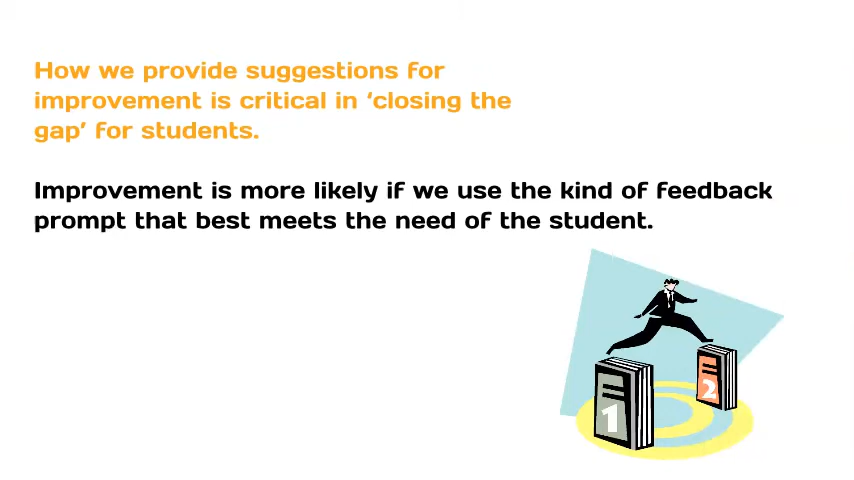 How we provide suggestions for
improvement is critical in ‘closing the
gap’ for students.
Improvement is more likely if we use the kind of feedback
prompt that best meets the need of the student.
1
2